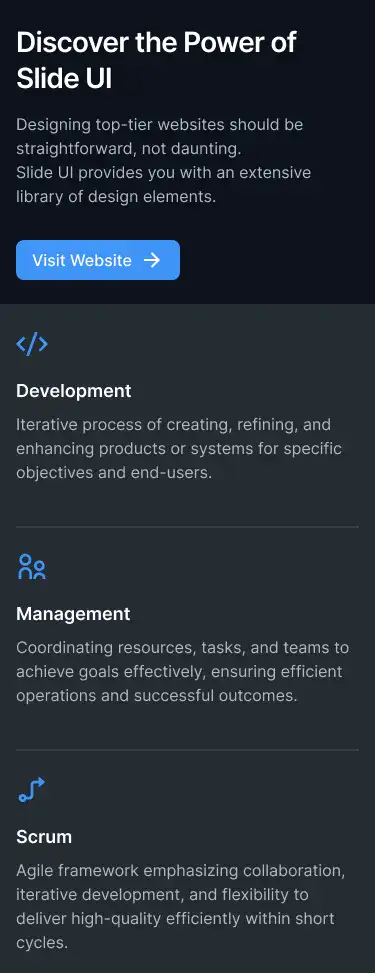 Discover the Power of
Slide UI
Designing top-tier websites should be
straightforward, not daunting.
Slide UI provides you with an extensive
library of design elements.
Visit Website
Development
Iterative process of creating, refining, and
enhancing products or systems for specific
objectives and end-users.
Management
Coordinating resources, tasks, and teams to
achieve goals effectively, ensuring efficient
operations and successful outcomes.
Scrum
Agile framework emphasizing collaboration,
iterative development, and flexibility to
deliver high-quality efficiently within short
cycles.